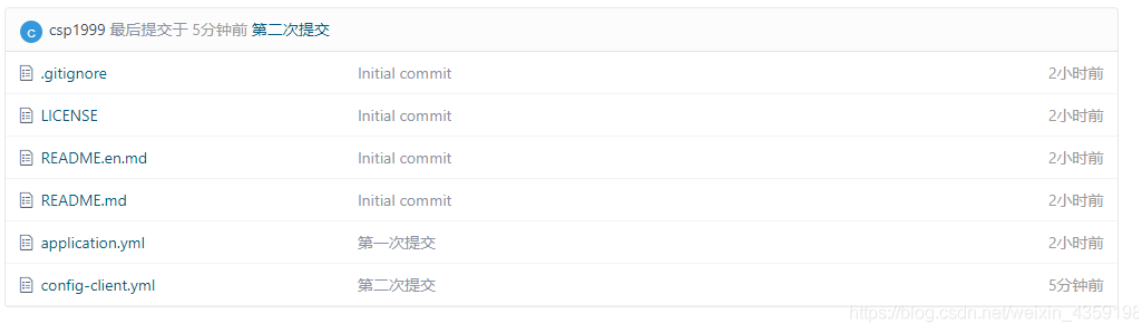 C csp1999 最后提交于 5分钟前 第二次提交
.gitignore Initial commit 2小时前
LICENSE Initial commit 2小时前
README.en.md Initial commit 2小时前
README.md Initial commit 2小时前
application.yml 第一次提交 2小时前
config-client.yml 第二次提交 5分钟前
https://blog.csdn.net/weixin_4359198